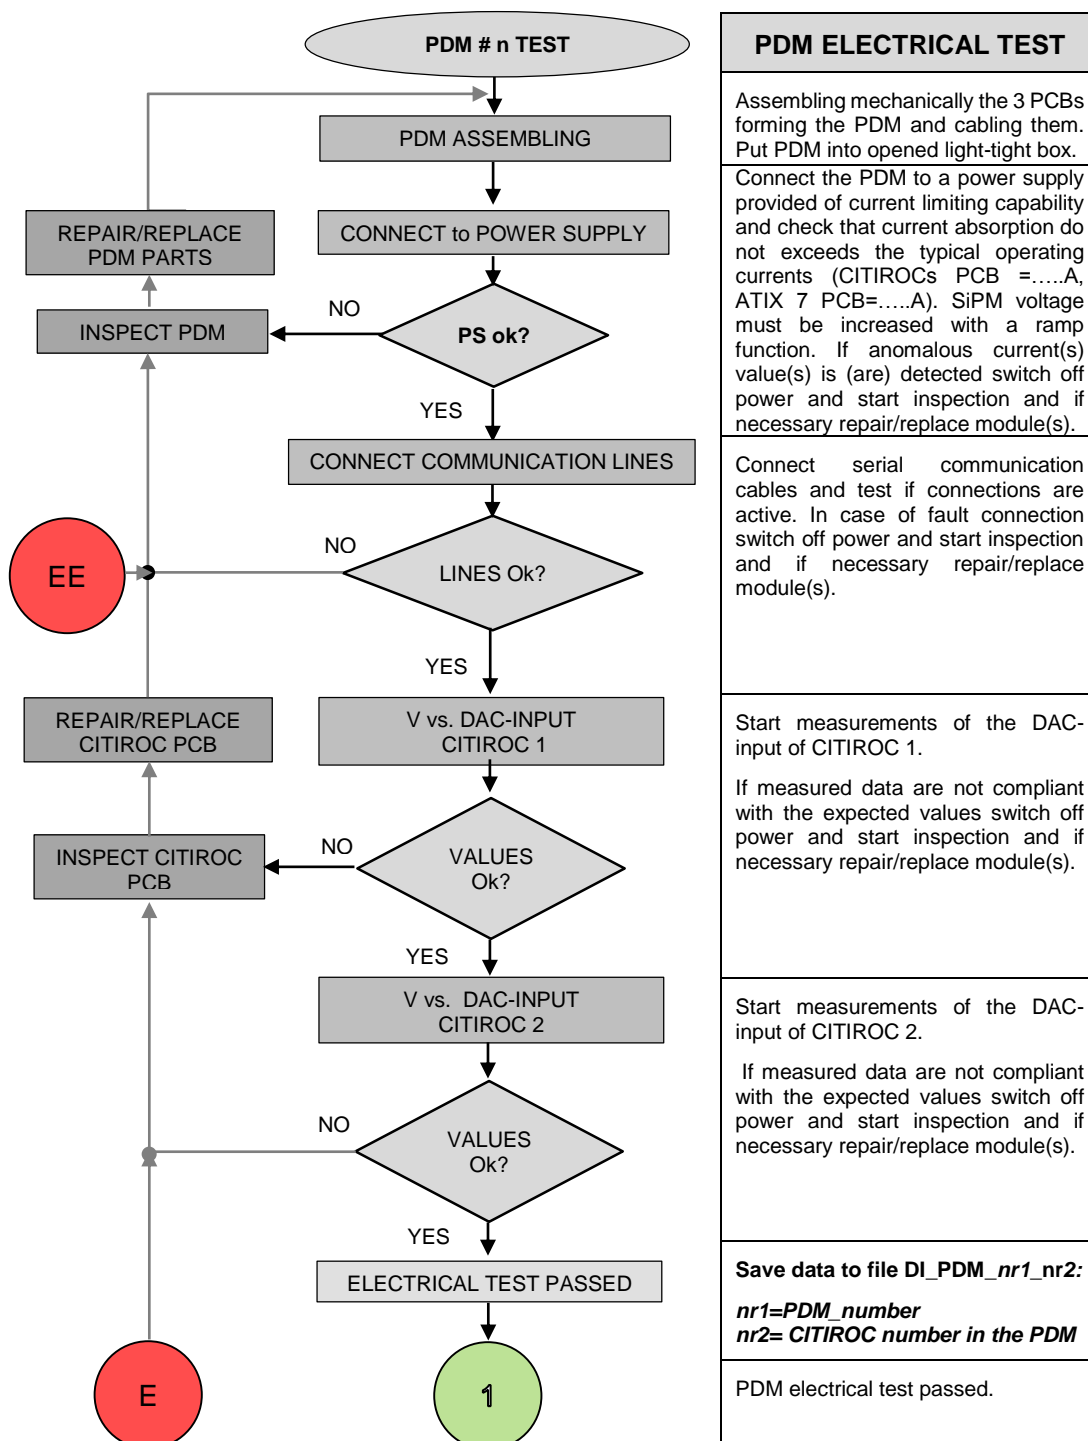 PDM # n TEST
PDM ASSEMBLING
CONNECT to POWER SUPPLY
REPAIR/REPLACE
PDM PARTS
INSPECT PDM
NO
PS ok?
YES
CONNECT COMMUNICATION LINES
NO
EE
LINES Ok?
YES
REPAIR/REPLACE
CITIROC PCB
V vs. DAC-INPUT
CITIROC 1
INSPECT CITIROC
PCB
NO
VALUES
Ok?
YES
V vs. DAC-INPUT
CITIROC 2
NO
VALUES
Ok?
YES
ELECTRICAL TEST PASSED
E
1
PDM ELECTRICAL TEST
Assembling mechanically the 3 PCBs
forming the PDM and cabling them.
Put PDM into opened light-tight box.
Connect the PDM to a power supply
provided of current limiting capability
and check that current absorption do
not exceeds the typical operating
currents (CITIROCs PCB =…..A,
ATIX 7 PCB=…..A). SiPM voltage
must be increased with a ramp
function. If anomalous current(s)
value(s) is (are) detected switch off
power and start inspection and if
necessary repair/replace module(s).
Connect serial communication
cables and test if connections are
active. In case of fault connection
switch off power and start inspection
and if necessary repair/replace
module(s).
Start measurements of the DAC-
input of CITIROC 1.
If measured data are not compliant
with the expected values switch off
power and start inspection and if
necessary repair/replace module(s).
Start measurements of the DAC-
input of CITIROC 2.
If measured data are not compliant
with the expected values switch off
power and start inspection and if
necessary repair/replace module(s).
Save data to file DI_PDM_nr1_nr2:
nr1=PDM_number
nr2= CITIROC number in the PDM
PDM electrical test passed.